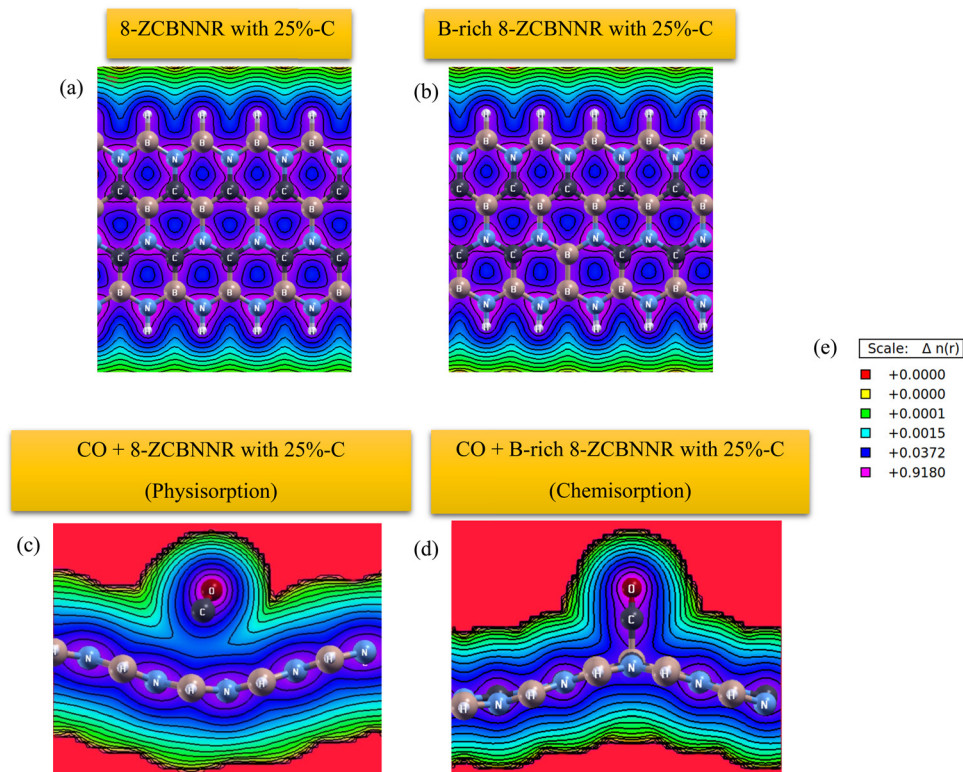 8-ZCBNNR with 25%-C
B-rich 8-ZCBNNR with 25%-C
(a)
H H H H
B B B B
N N N N N
C C C C C
B B B B
N N N N
C C C C C
B B B B B
N N N N
H H H H
(b)
H H H H
B B B B
N N N N N
C C C C C
B B B B
N N N N
C C B C C
B B B B B
N N N N
H H H H
(e)
Scale: Δ n(r)
+0.0000
+0.0000
+0.0001
+0.0015
+0.0372
+0.9180
CO + 8-ZCBNNR with 25%-C
(Physisorption)
CO + B-rich 8-ZCBNNR with 25%-C
(Chemisorption)
(c)
O
C
H N H N H N H N H N
(d)
O
C
H N H N H N H N H N